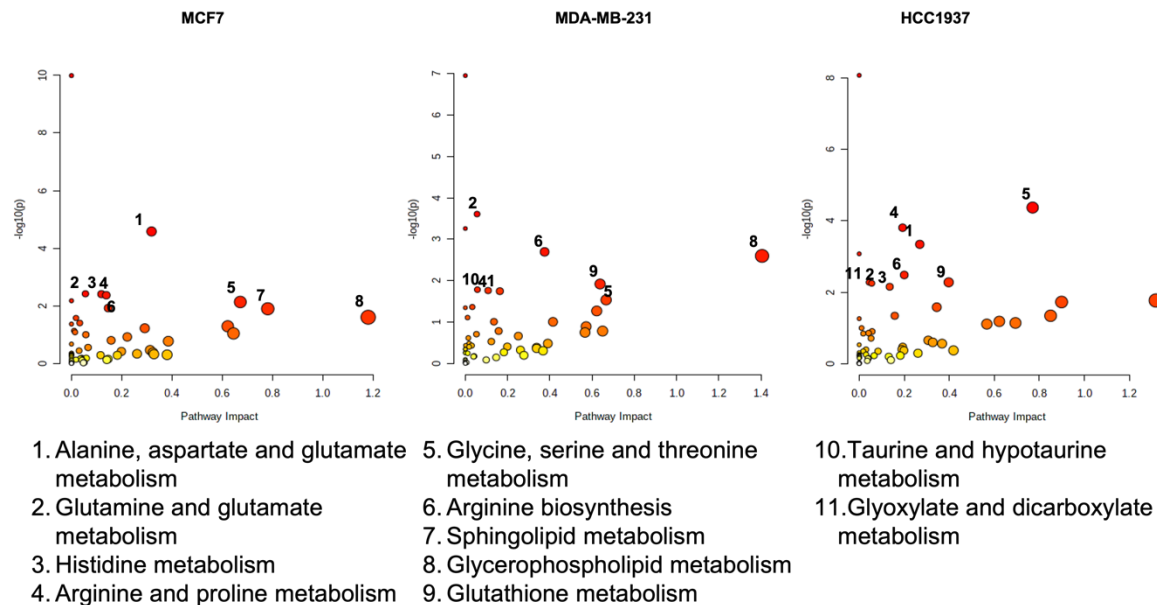 MCF7
MDA-MB-231
HCC1937
10
8
6
4
2
0
-log10(p)
1
2 3 4
6
5
7
8
0.0 0.2 0.4 0.6 0.8 1.0 1.2
Pathway Impact
7
6
5
4
3
2
1
0
-log10(p)
2
6
8
9
10 41
5
0.0 0.2 0.4 0.6 0.8 1.0 1.2 1.4
Pathway Impact
8
6
4
2
0
-log10(p)
5
4
1
6
11 2 3
9
0.0 0.2 0.4 0.6 0.8 1.0 1.2
Pathway Impact
1. Alanine, aspartate and glutamate
metabolism
2. Glutamine and glutamate
metabolism
3. Histidine metabolism
4. Arginine and proline metabolism
5. Glycine, serine and threonine
metabolism
6. Arginine biosynthesis
7. Sphingolipid metabolism
8. Glycerophospholipid metabolism
9. Glutathione metabolism
10.Taurine and hypotaurine
metabolism
11.Glyoxylate and dicarboxylate
metabolism